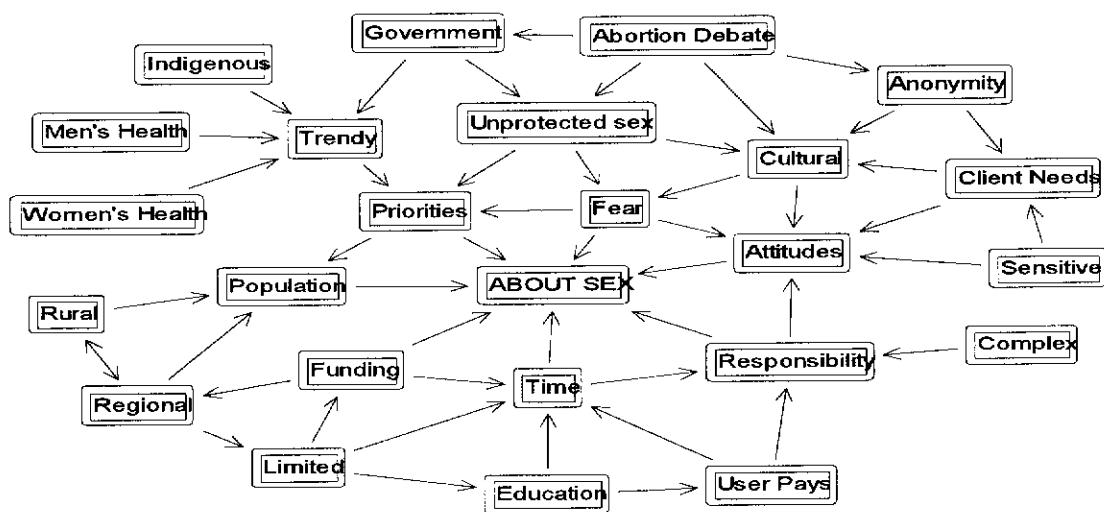 Government
Abortion Debate
Indigenous
Anonymity
Men's Health
Trendy
Unprotected sex
Cultural
Client Needs
Women's Health
Priorities
Fear
Attitudes
Sensitive
Population
ABOUT SEX
Rural
Funding
Time
Responsibility
Complex
Regional
Limited
Education
User Pays